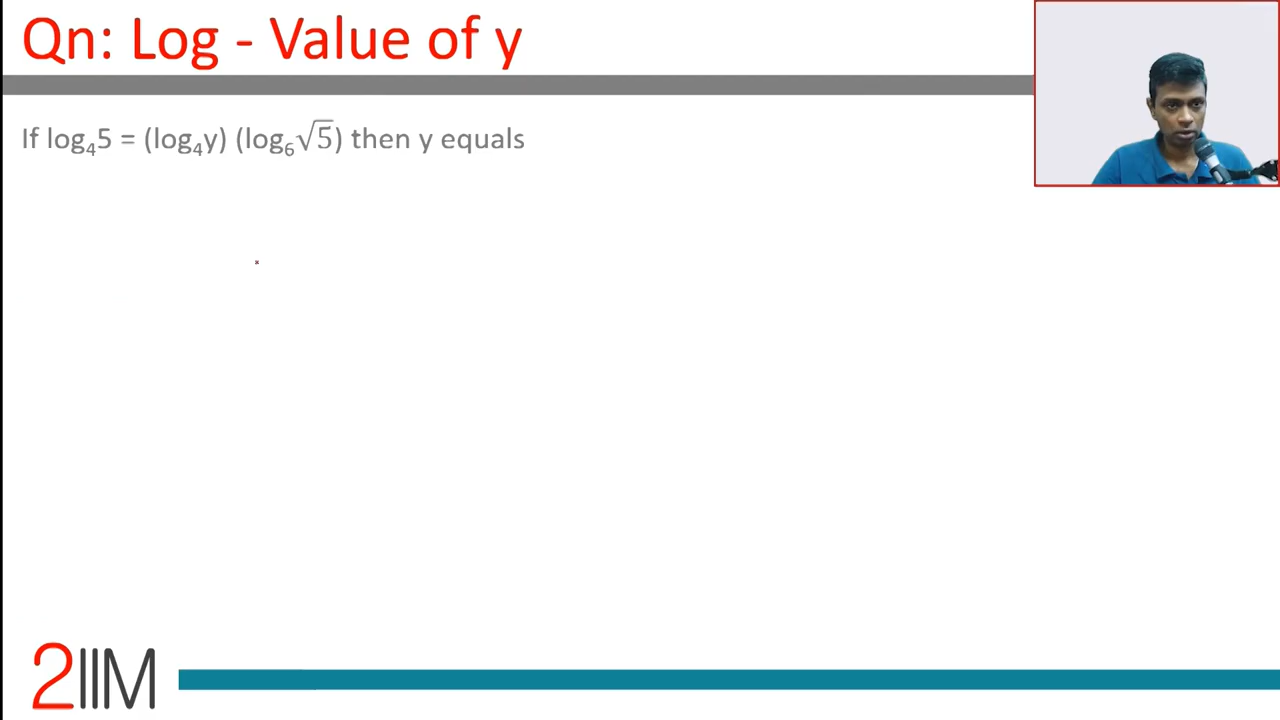 Qn: Log - Value of y
If log₄5 = (log₄y) (log₆√5) then y equals
2IIM